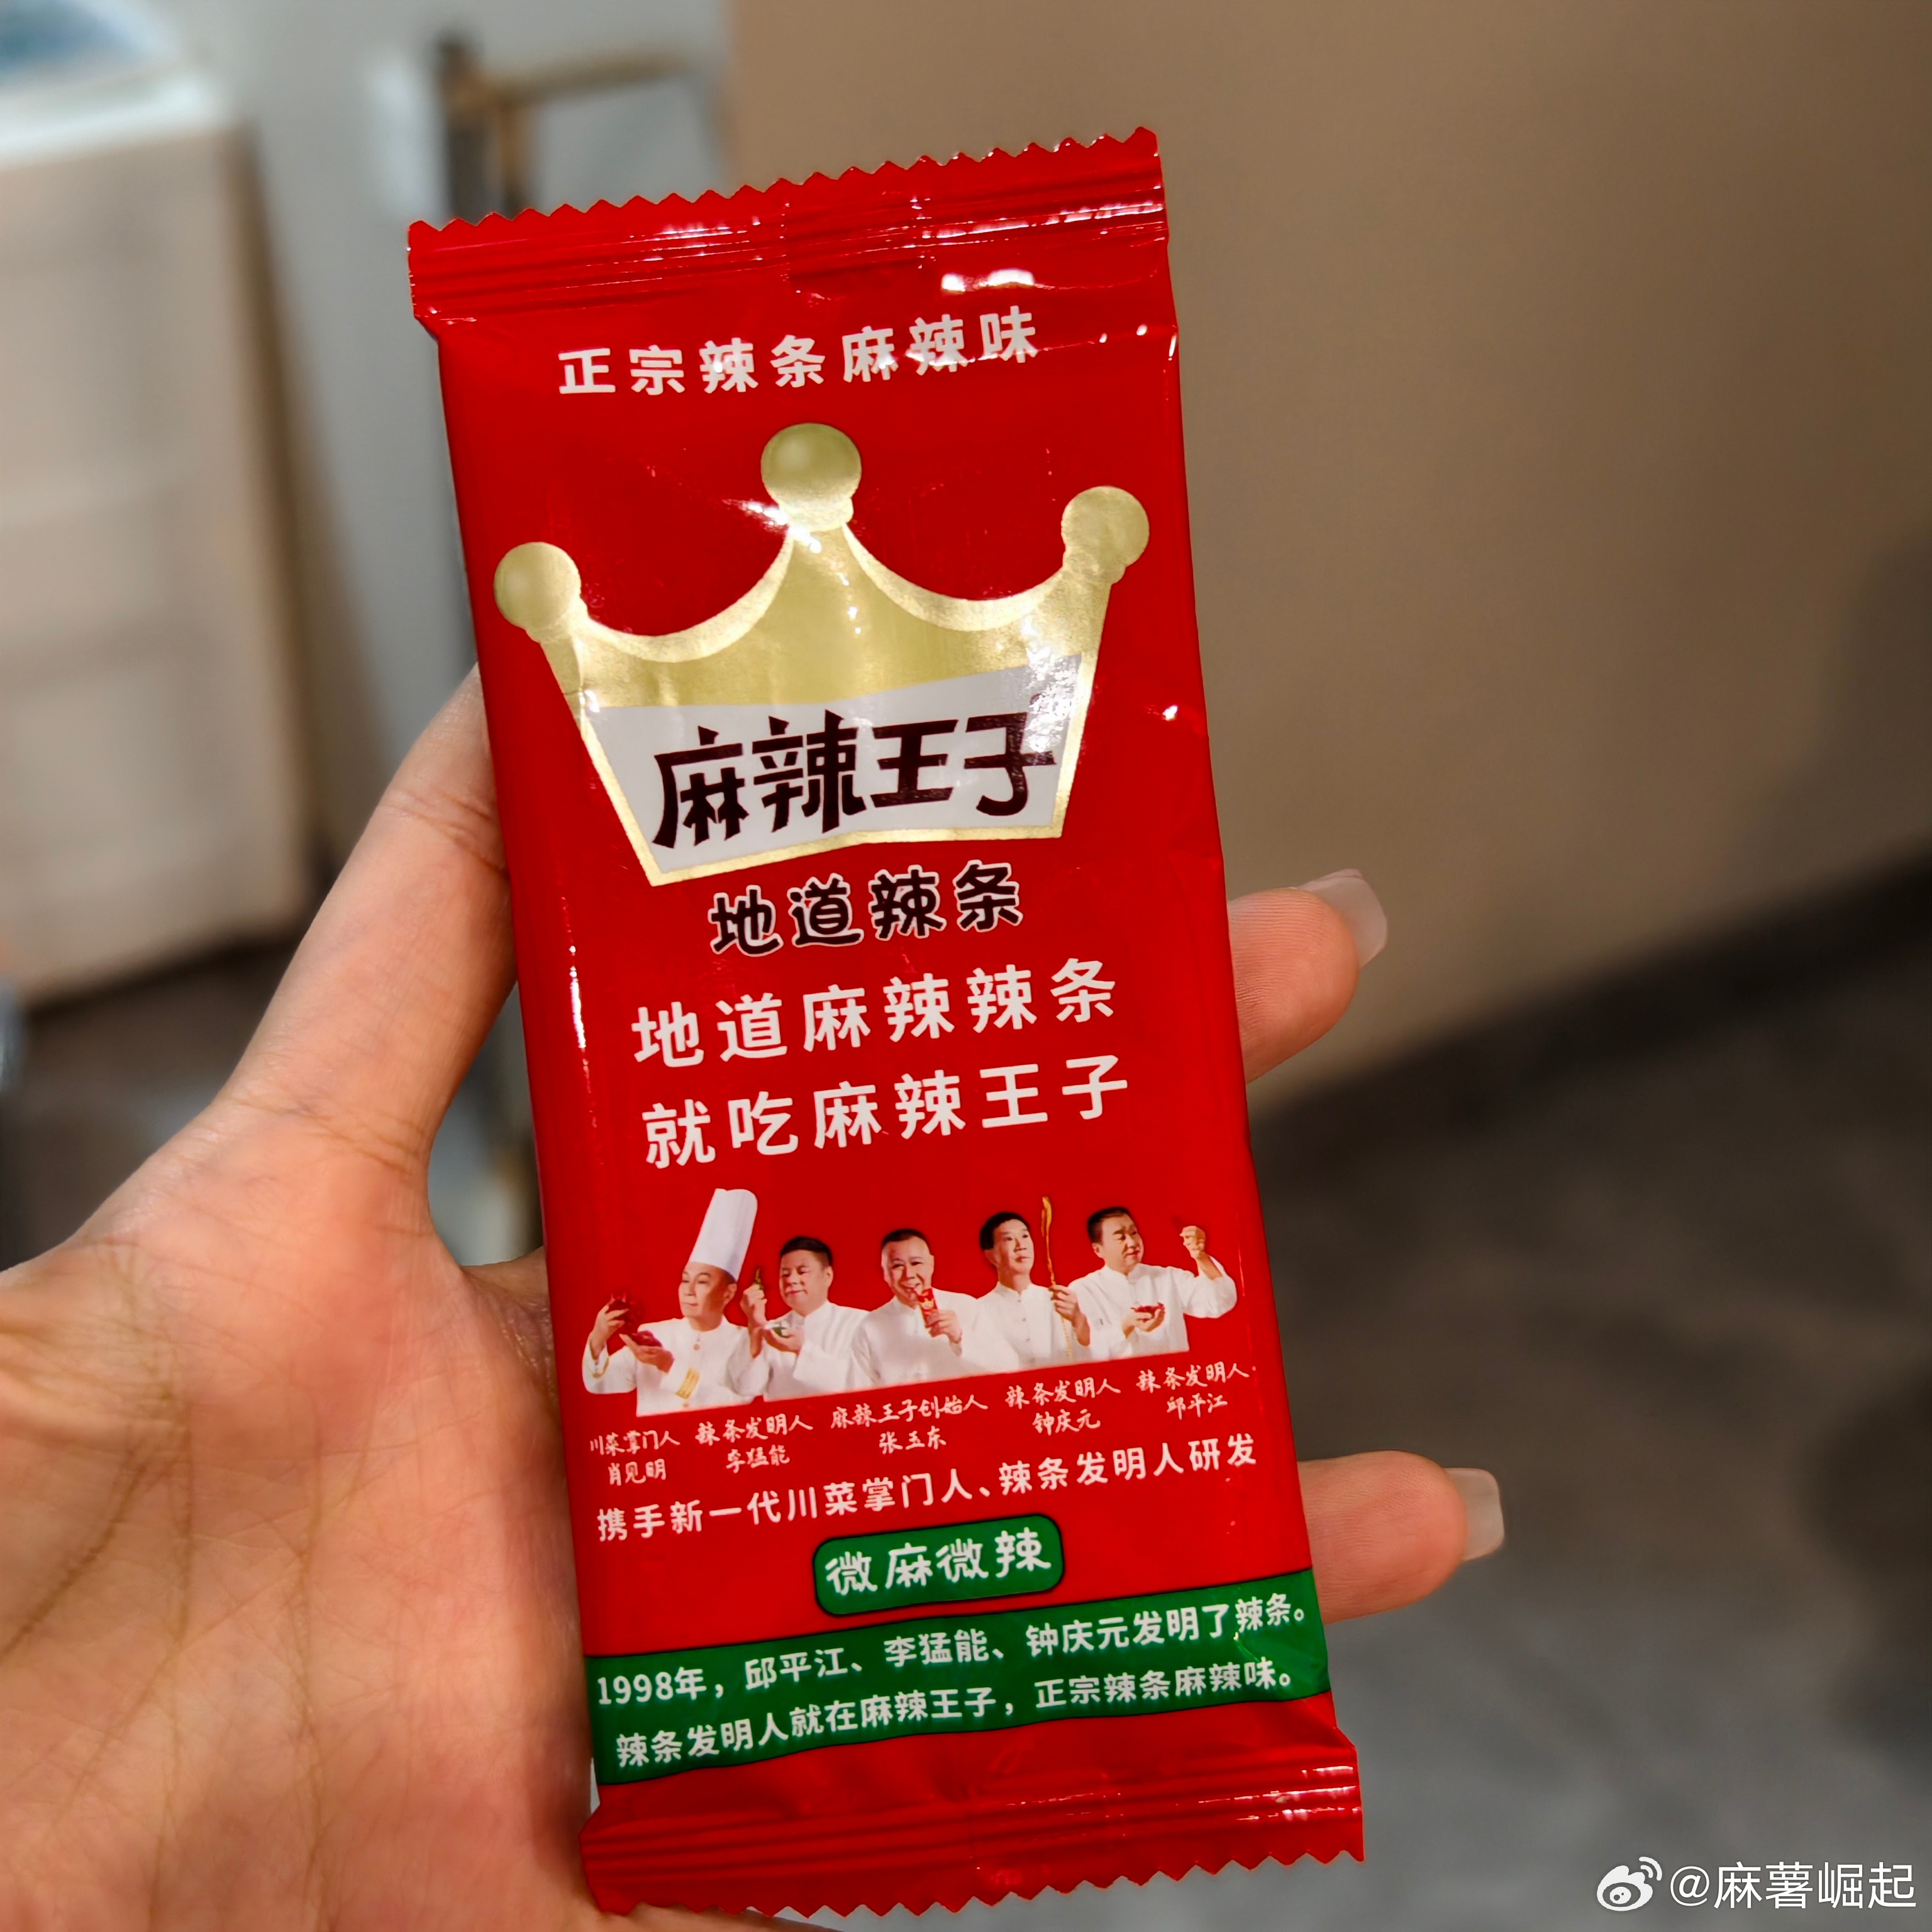 正宗辣条麻辣味
麻辣王子
地道辣条
地道麻辣辣条
就吃麻辣王子
川菜掌门人 辣条发明人 麻辣王子创始人 辣条发明人 辣条发明人
肖见明 李猛能 张玉东 钟庆元 邱平江
携手新一代川菜掌门人、辣条发明人研发
微麻微辣
1998年，邱平江、李猛能、钟庆元发明了辣条。
辣条发明人就在麻辣王子，正宗辣条麻辣味。
@麻薯崛起